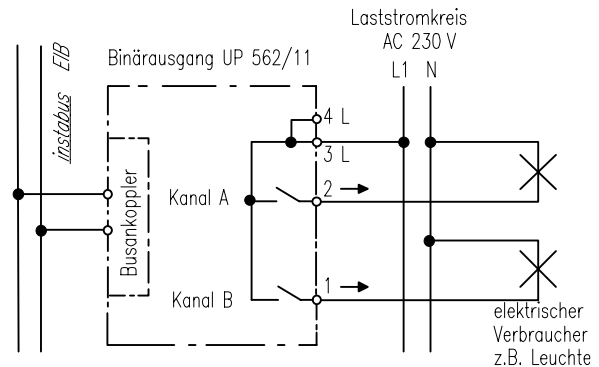 Laststromkreis
AC 230 V
L1 N
Binärausgang UP 562/11
instabus EIB
4 L
3 L
Busankoppler
Kanal A
2
Kanal B
1
elektrischer
Verbraucher
z.B. Leuchte